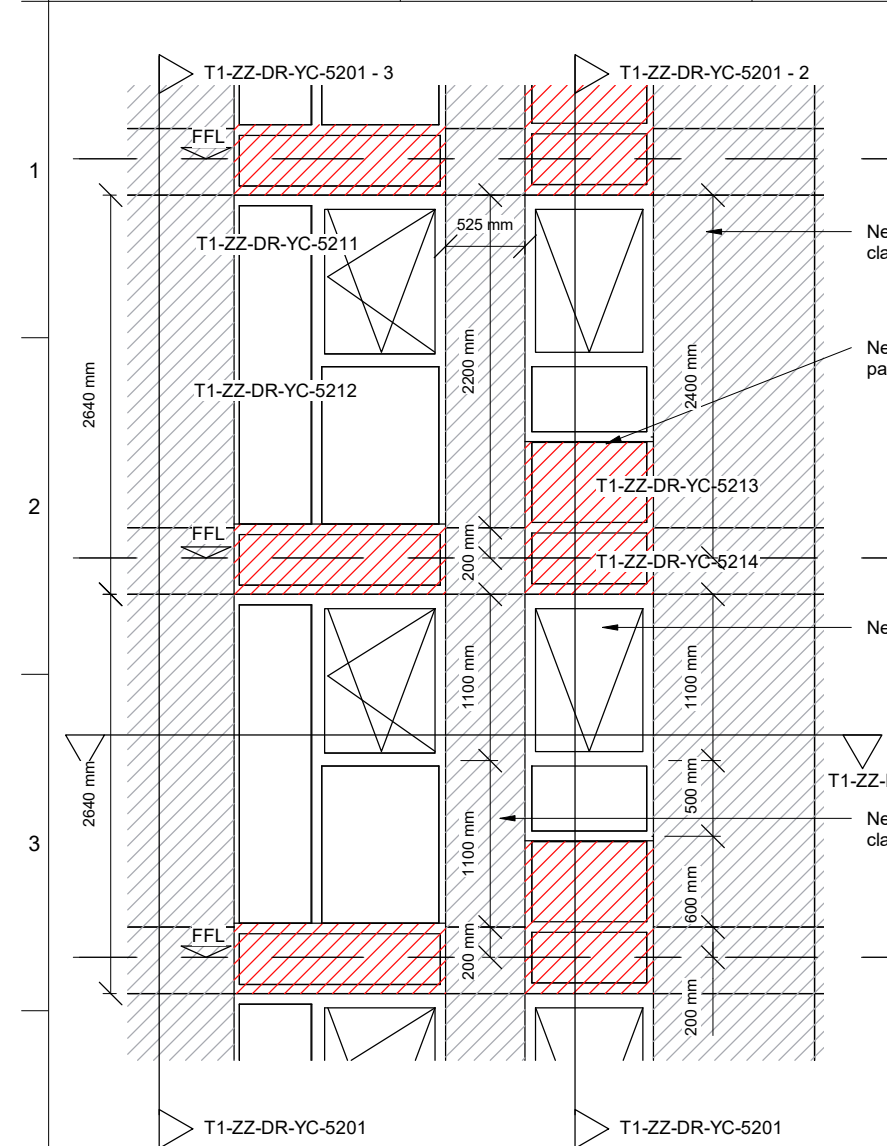 T1-ZZ-DR-YC-5201 - 3
T1-ZZ-DR-YC-5201 - 2
FFL
1
525 mm
T1-ZZ-DR-YC-5211
Ne
cla
Ne
pa
2640 mm
2200 mm
2400 mm
T1-ZZ-DR-YC-5212
T1-ZZ-DR-YC-5213
2
FFL
200 mm
T1-ZZ-DR-YC-5214
Ne
1100 mm
1100 mm
2640 mm
500 mm
T1-ZZ-
Ne
cla
3
1100 mm
600 mm
FFL
200 mm
200 mm
T1-ZZ-DR-YC-5201
T1-ZZ-DR-YC-5201